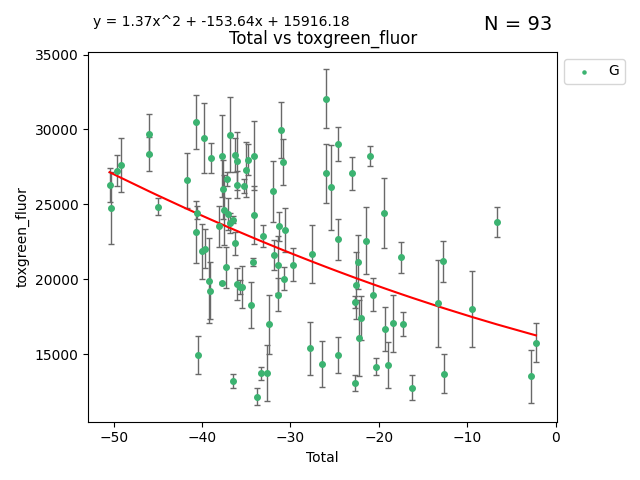 y = 1.37x^2 + -153.64x + 15916.18
N = 93
Total vs toxgreen_fluor
G
35000
30000
25000
20000
15000
toxgreen_fluor
−50 −40 −30 −20 −10 0
Total